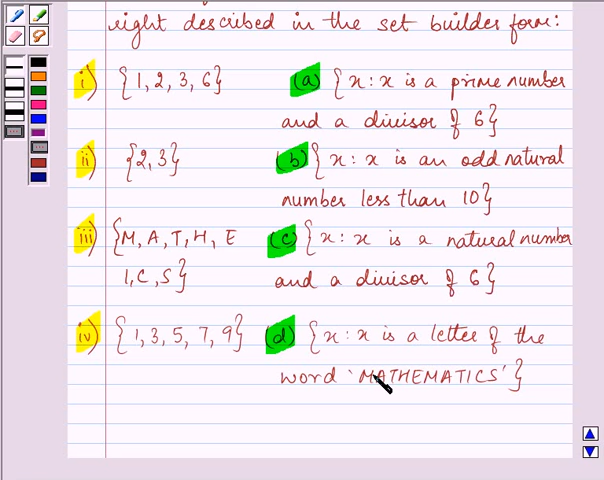 right described in the set builder form:
i) {1, 2, 3, 6} (a) {x : x is a prime number
and a divisor of 6}
ii) {2, 3} (b) {x : x is an odd natural
number less than 10}
iii) {M, A, T, H, E (c) {x : x is a natural number
I, C, S} and a divisor of 6}
iv) {1, 3, 5, 7, 9} (d) {x : x is a letter of the
word 'MATHEMATICS'}